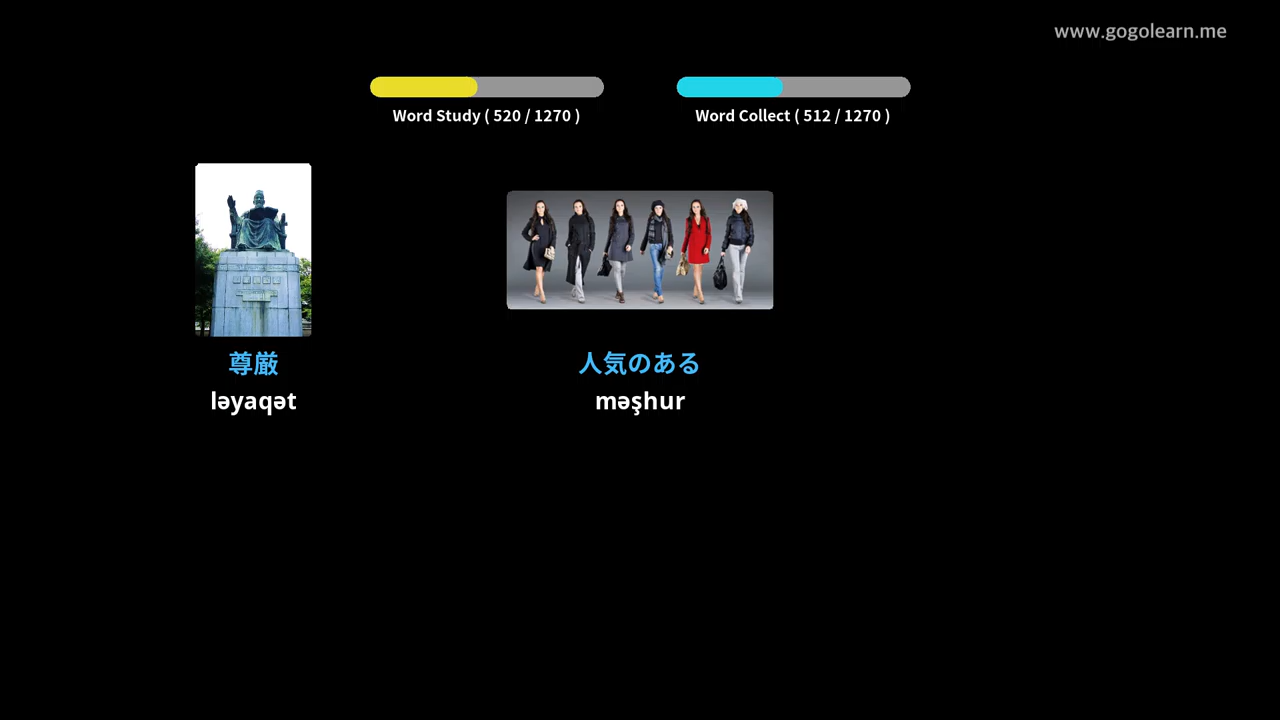 www.gogolearn.me
Word Study ( 520 / 1270 )
Word Collect ( 512 / 1270 )
尊厳
ləyaqət
人気のある
məşhur